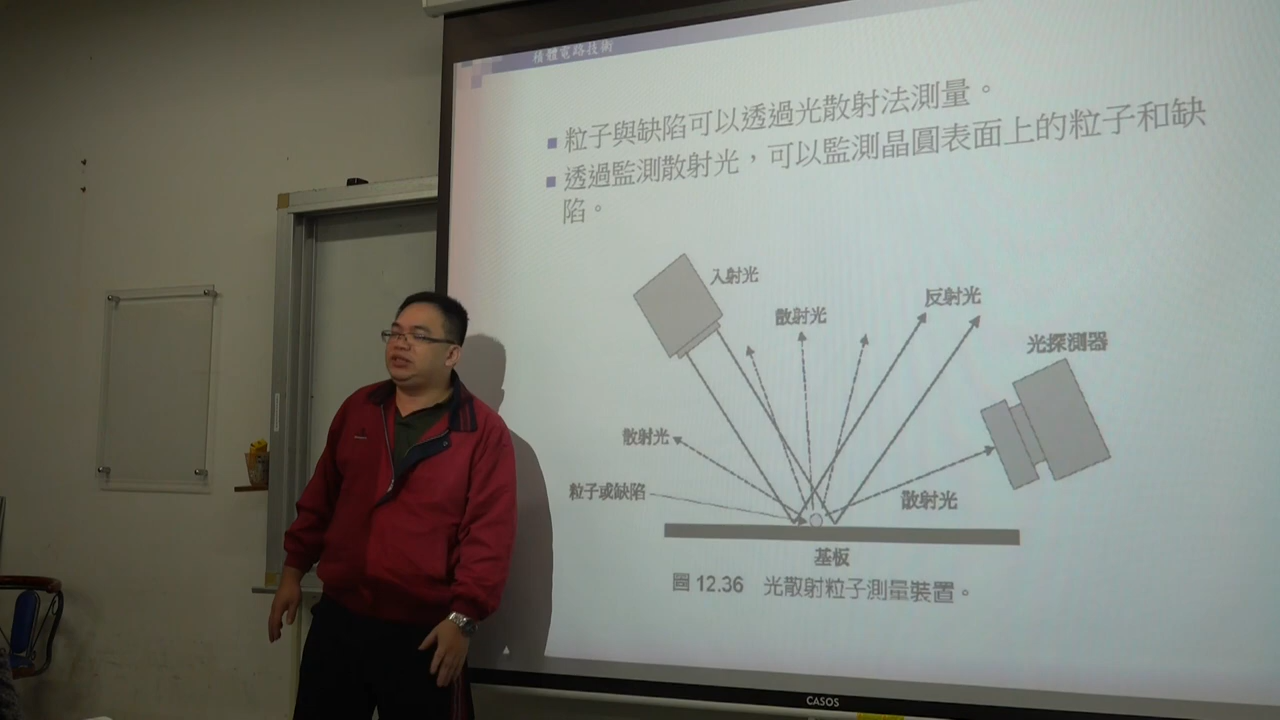 積體電路技術
粒子與缺陷可以透過光散射法測量。
透過監測散射光，可以監測晶圓表面上的粒子和缺
陷。
入射光
散射光
反射光
光探測器
散射光
粒子或缺陷
散射光
基板
圖 12.36 光散射粒子測量裝置。
CASOS